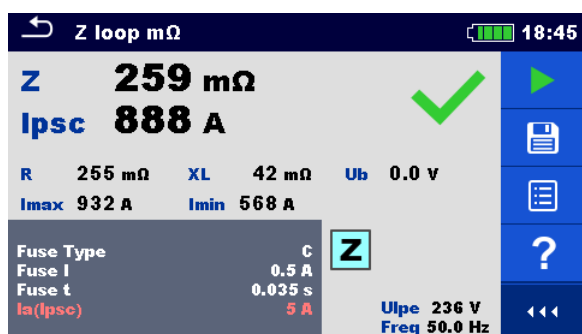 Z loop mΩ 18:45
Z 259 mΩ
Ipsc 888 A
R 255 mΩ XL 42 mΩ Ub 0.0 V
Imax 932 A Imin 568 A
Fuse Type C
Fuse I 0.5 A
Fuse t 0.035 s
Ia(Ipsc) 5 A
Z
?
Ulpe 236 V
Freq 50.0 Hz